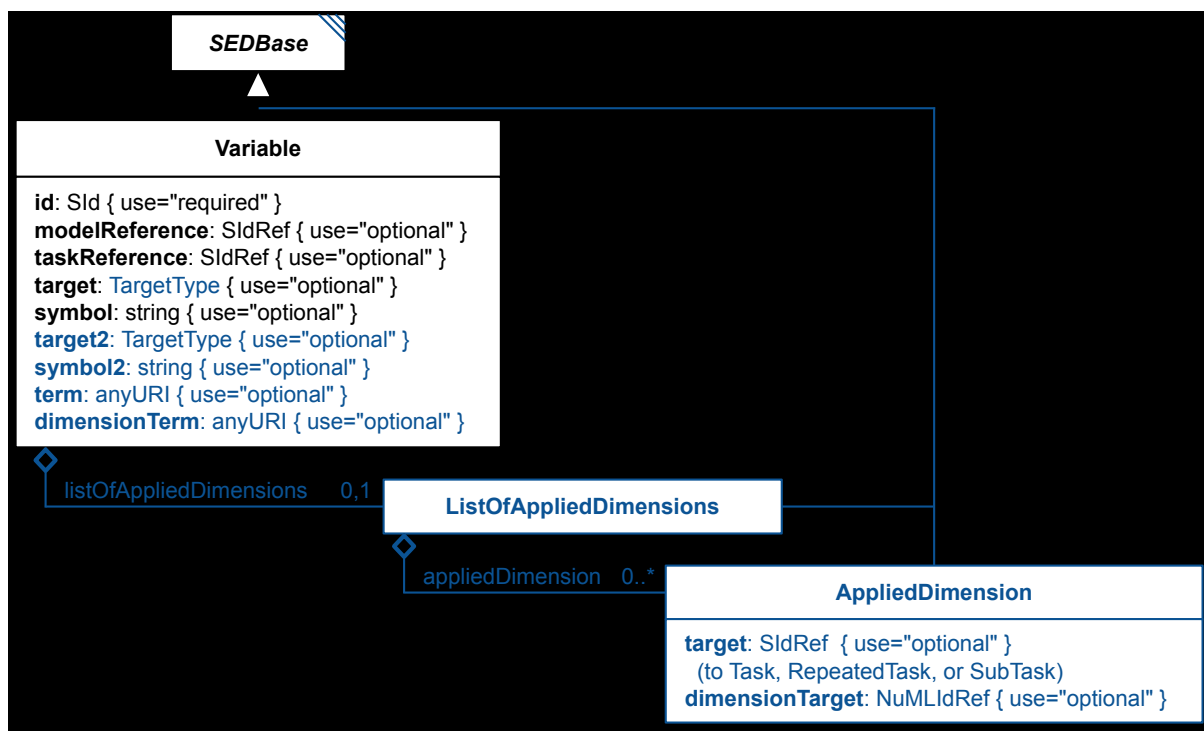 SEDBase
Variable
id: SId { use="required" }
modelReference: SIdRef { use="optional" }
taskReference: SIdRef { use="optional" }
target: TargetType { use="optional" }
symbol: string { use="optional" }
target2: TargetType { use="optional" }
symbol2: string { use="optional" }
term: anyURI { use="optional" }
dimensionTerm: anyURI { use="optional" }
listOfAppliedDimensions 0,1
ListOfAppliedDimensions
appliedDimension 0..*
AppliedDimension
target: SIdRef { use="optional" }
(to Task, RepeatedTask, or SubTask)
dimensionTarget: NuMLIdRef { use="optional" }